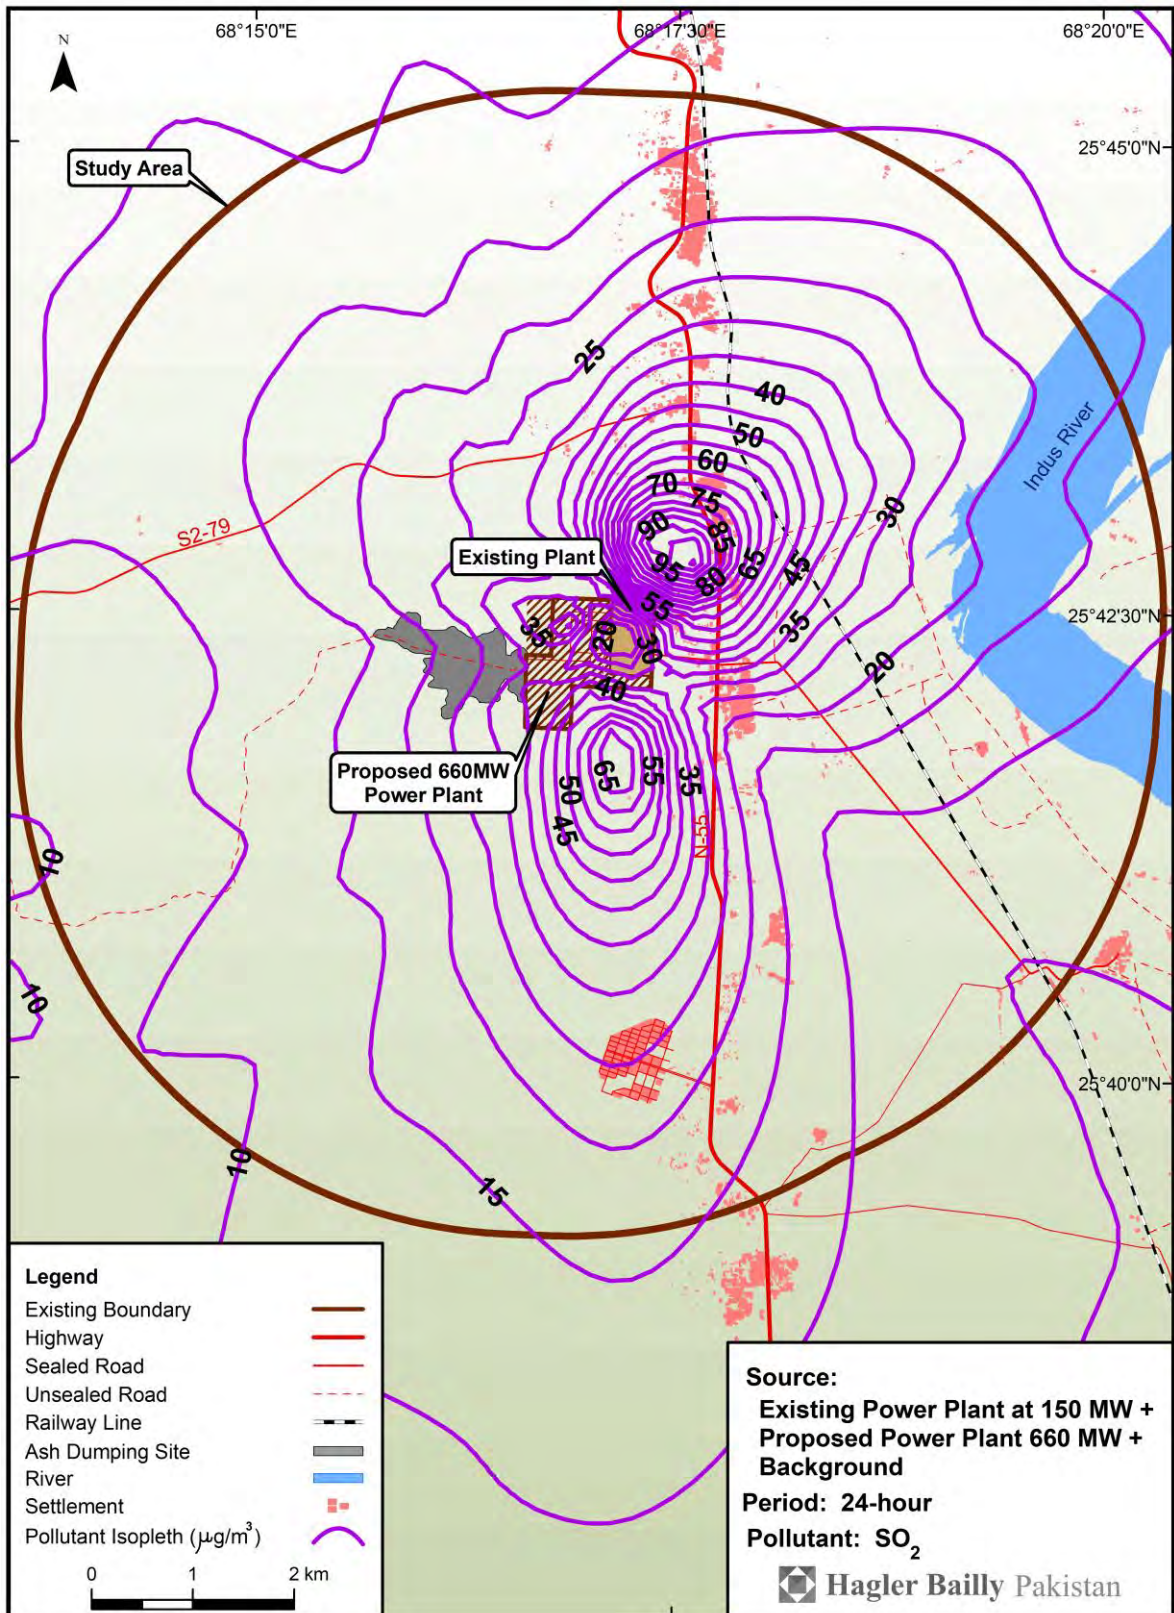 N
68°15'0"E
68°17'30"E
68°20'0"E
25°45'0"N
Study Area
25
40
50
Indus River
60
70
75
30
S2-79
90
85
Existing Plant
95
65
45
80
55
25°42'30"N
35
20
30
35
20
40
Proposed 660MW
Power Plant
65
55
35
50
45
N-55
10
10
25°40'0"N
10
15
Legend
Existing Boundary
Highway
Sealed Road
Unsealed Road
Railway Line
Ash Dumping Site
River
Settlement
Pollutant Isopleth (µg/m³)
0 1 2 km
Source:
Existing Power Plant at 150 MW +
Proposed Power Plant 660 MW +
Background
Period: 24-hour
Pollutant: SO₂
Hagler Bailly Pakistan